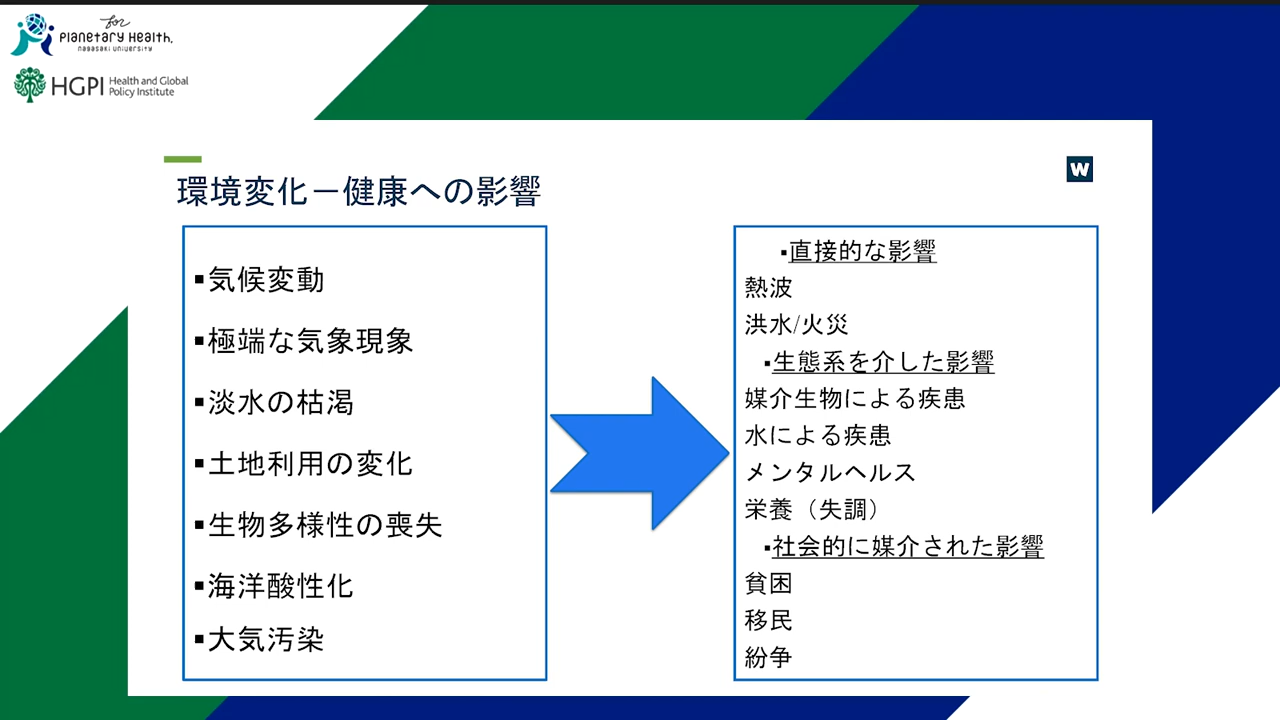 for
Planetary Health,
nagasaki university
HGPI Health and Global
Policy Institute
W
環境変化－健康への影響
▪気候変動
▪極端な気象現象
▪淡水の枯渇
▪土地利用の変化
▪生物多様性の喪失
▪海洋酸性化
▪大気汚染
▪直接的な影響
熱波
洪水/火災
▪生態系を介した影響
媒介生物による疾患
水による疾患
メンタルヘルス
栄養（失調）
▪社会的に媒介された影響
貧困
移民
紛争